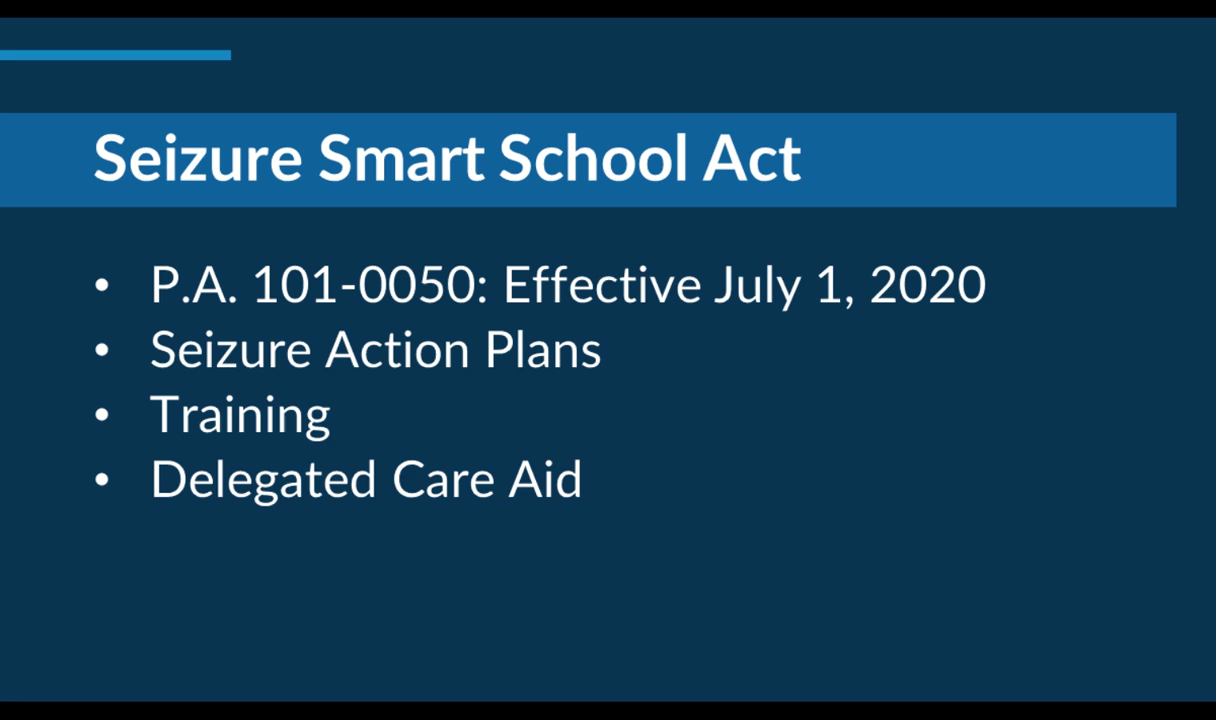 Seizure Smart School Act
• P.A. 101-0050: Effective July 1, 2020
• Seizure Action Plans
• Training
• Delegated Care Aid